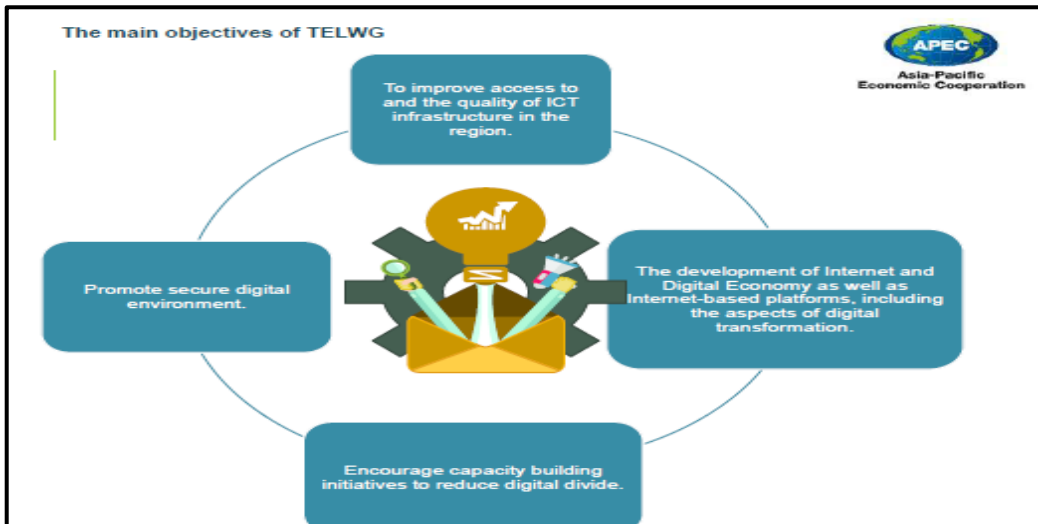 The main objectives of TELWG
APEC
Asia-Pacific
Economic Cooperation
To improve access to
and the quality of ICT
infrastructure in the
region.
The development of Internet and
Digital Economy as well as
Internet-based platforms, including
the aspects of digital
transformation.
Encourage capacity building
initiatives to reduce digital divide.
Promote secure digital
environment.